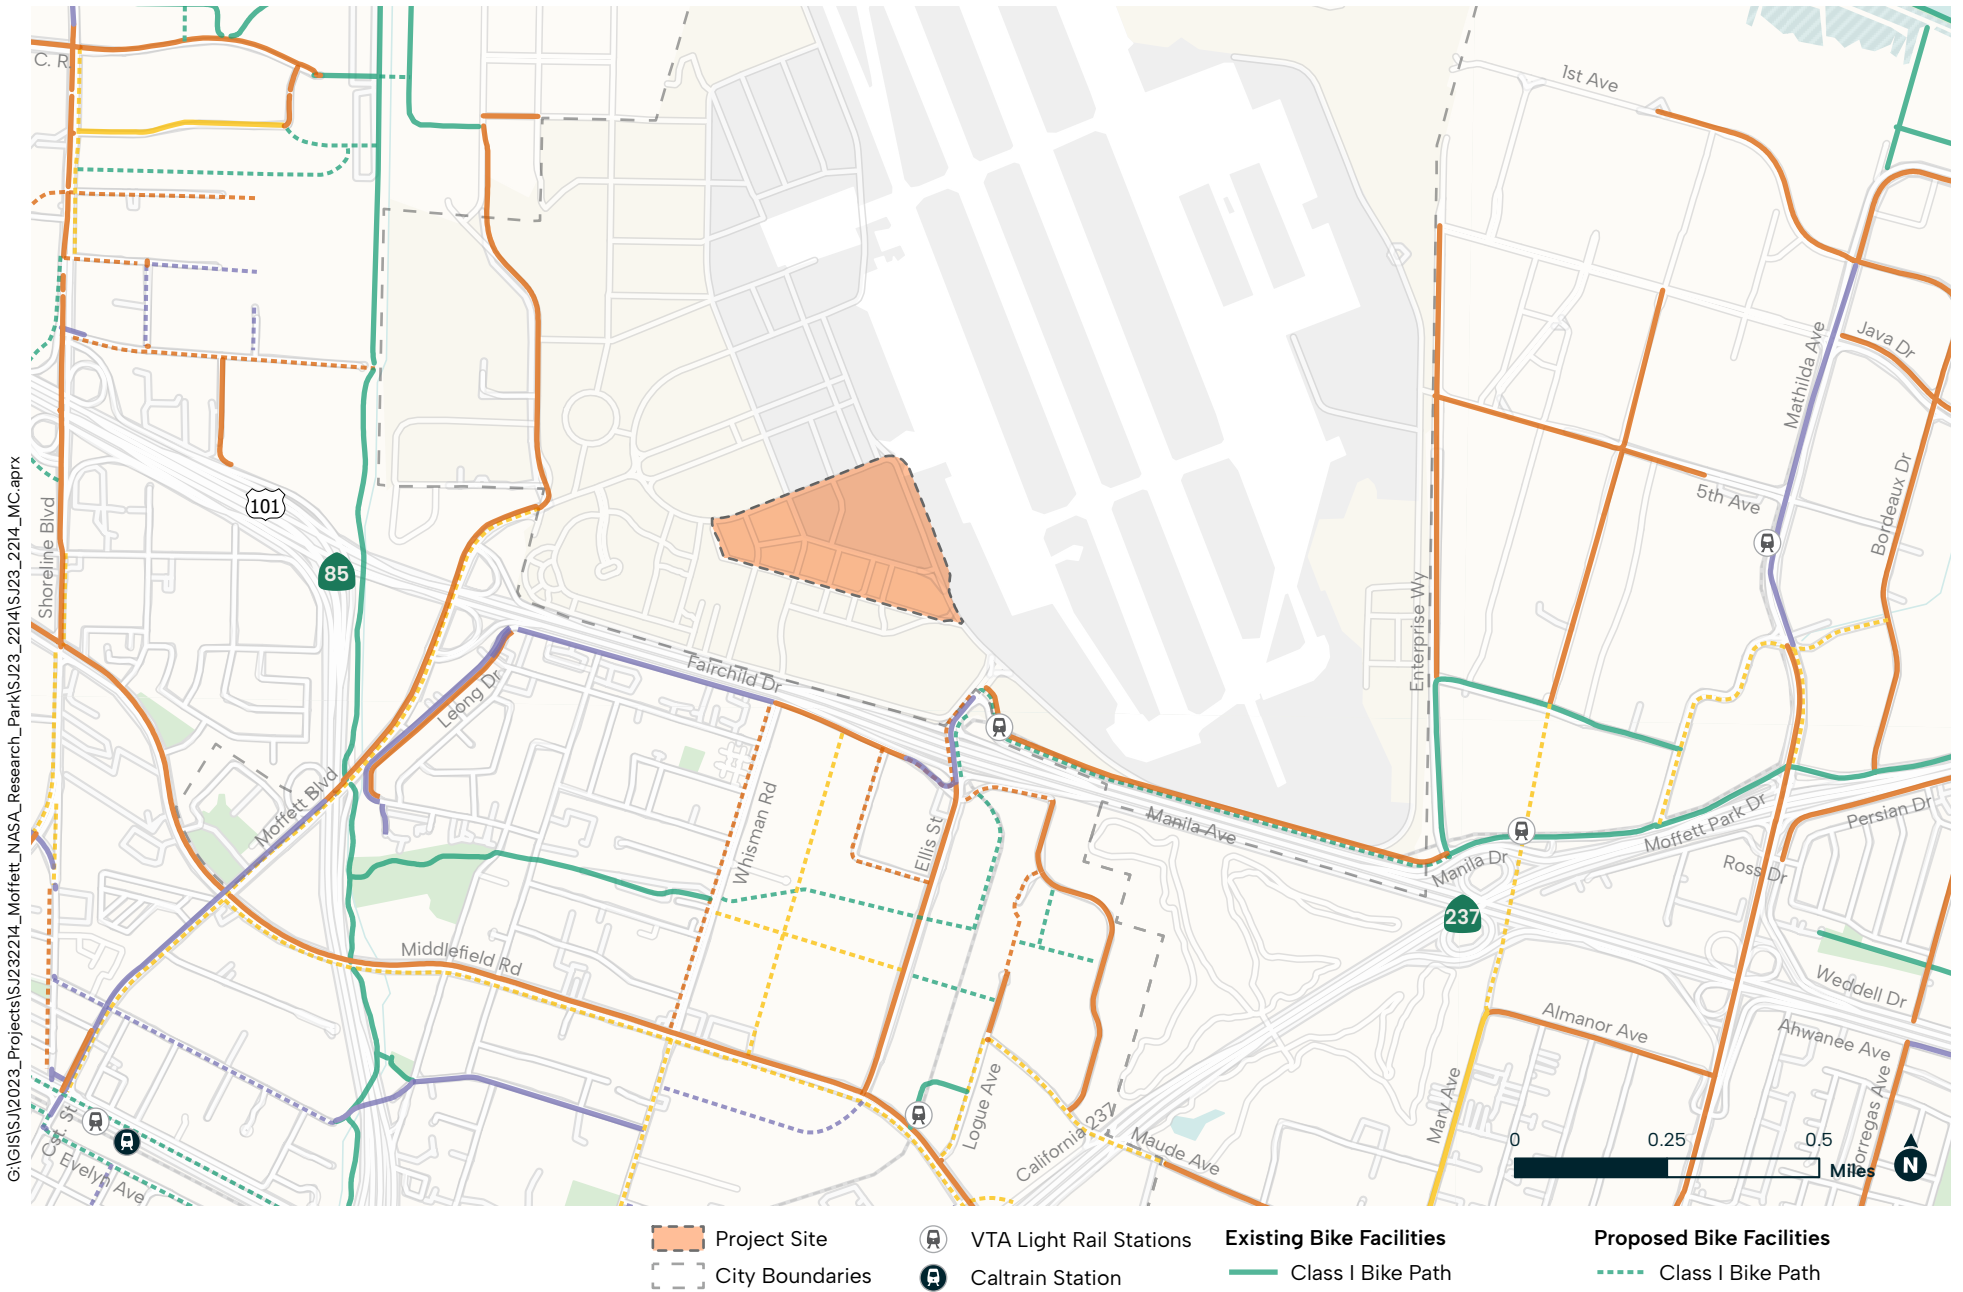 C. R.
1st Ave
Java Dr
Mathilda Ave
101
5th Ave
Bordeaux Dr
Shoreline Blvd
85
Enterprise Wy
Fairchild Dr
Leong Dr
Moffett Blvd
Whisman Rd
Ellis St
Manila Ave
Moffett Park Dr
Persian Dr
Manila Dr
Ross Dr
237
Middlefield Rd
Weddell Dr
Almanor Ave
Ahwanee Ave
Mary Ave
Logue Ave
California 237
Maude Ave
St
Evelyn Ave
0 0.25 0.5
Miles
N
G:\GIS\SJ\2023_Projects\SJ232214_Moffett_NASA_Research_Park\SJ23_2214\SJ23_2214_MC.aprx
Project Site
City Boundaries
VTA Light Rail Stations
Caltrain Station
Existing Bike Facilities
Class I Bike Path
Proposed Bike Facilities
Class I Bike Path